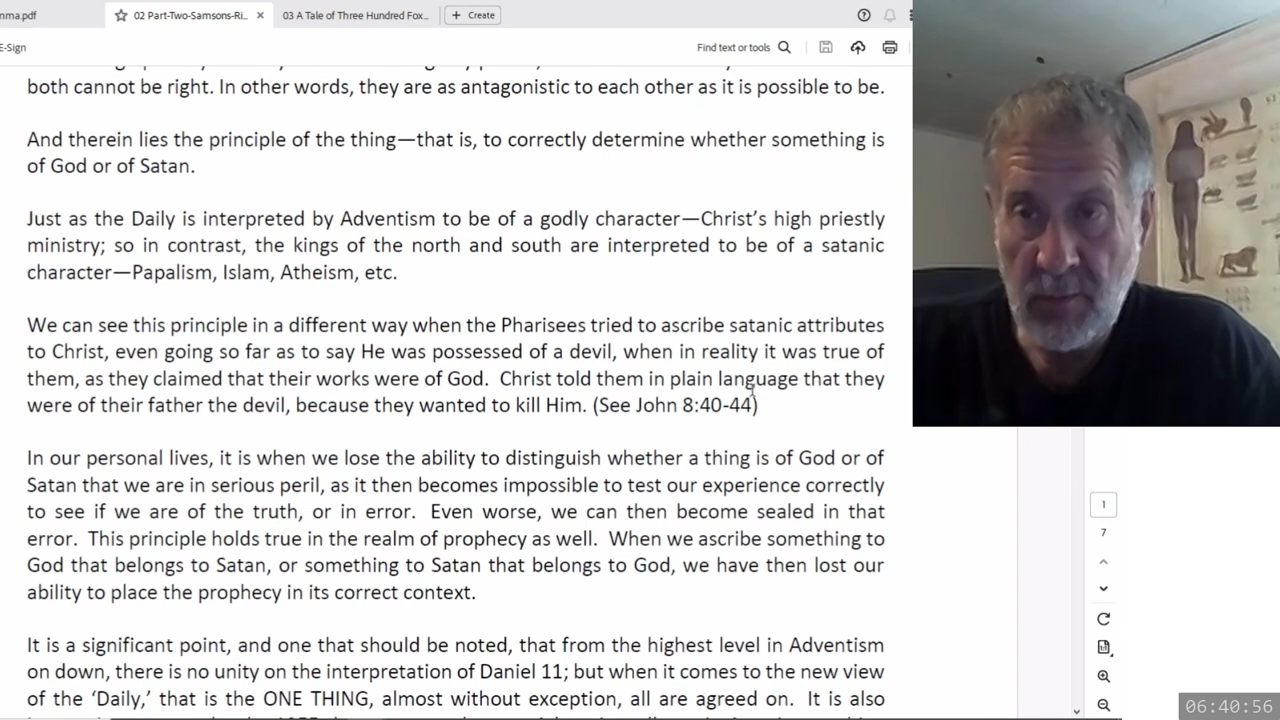 mma.pdf
02 Part-Two-Samsons-Ri...
03 A Tale of Three Hundred Fox...
+ Create
E-Sign
Find text or tools
both cannot be right. In other words, they are as antagonistic to each other as it is possible to be.
And therein lies the principle of the thing—that is, to correctly determine whether something is
of God or of Satan.
Just as the Daily is interpreted by Adventism to be of a godly character—Christ's high priestly
ministry; so in contrast, the kings of the north and south are interpreted to be of a satanic
character—Papalism, Islam, Atheism, etc.
We can see this principle in a different way when the Pharisees tried to ascribe satanic attributes
to Christ, even going so far as to say He was possessed of a devil, when in reality it was true of
them, as they claimed that their works were of God.  Christ told them in plain language that they
were of their father the devil, because they wanted to kill Him. (See John 8:40-44)
In our personal lives, it is when we lose the ability to distinguish whether a thing is of God or of
Satan that we are in serious peril, as it then becomes impossible to test our experience correctly
to see if we are of the truth, or in error.  Even worse, we can then become sealed in that
error.  This principle holds true in the realm of prophecy as well.  When we ascribe something to
God that belongs to Satan, or something to Satan that belongs to God, we have then lost our
ability to place the prophecy in its correct context.
It is a significant point, and one that should be noted, that from the highest level in Adventism
on down, there is no unity on the interpretation of Daniel 11; but when it comes to the new view
of the 'Daily,' that is the ONE THING, almost without exception, all are agreed on.  It is also
1
7
06:40:56